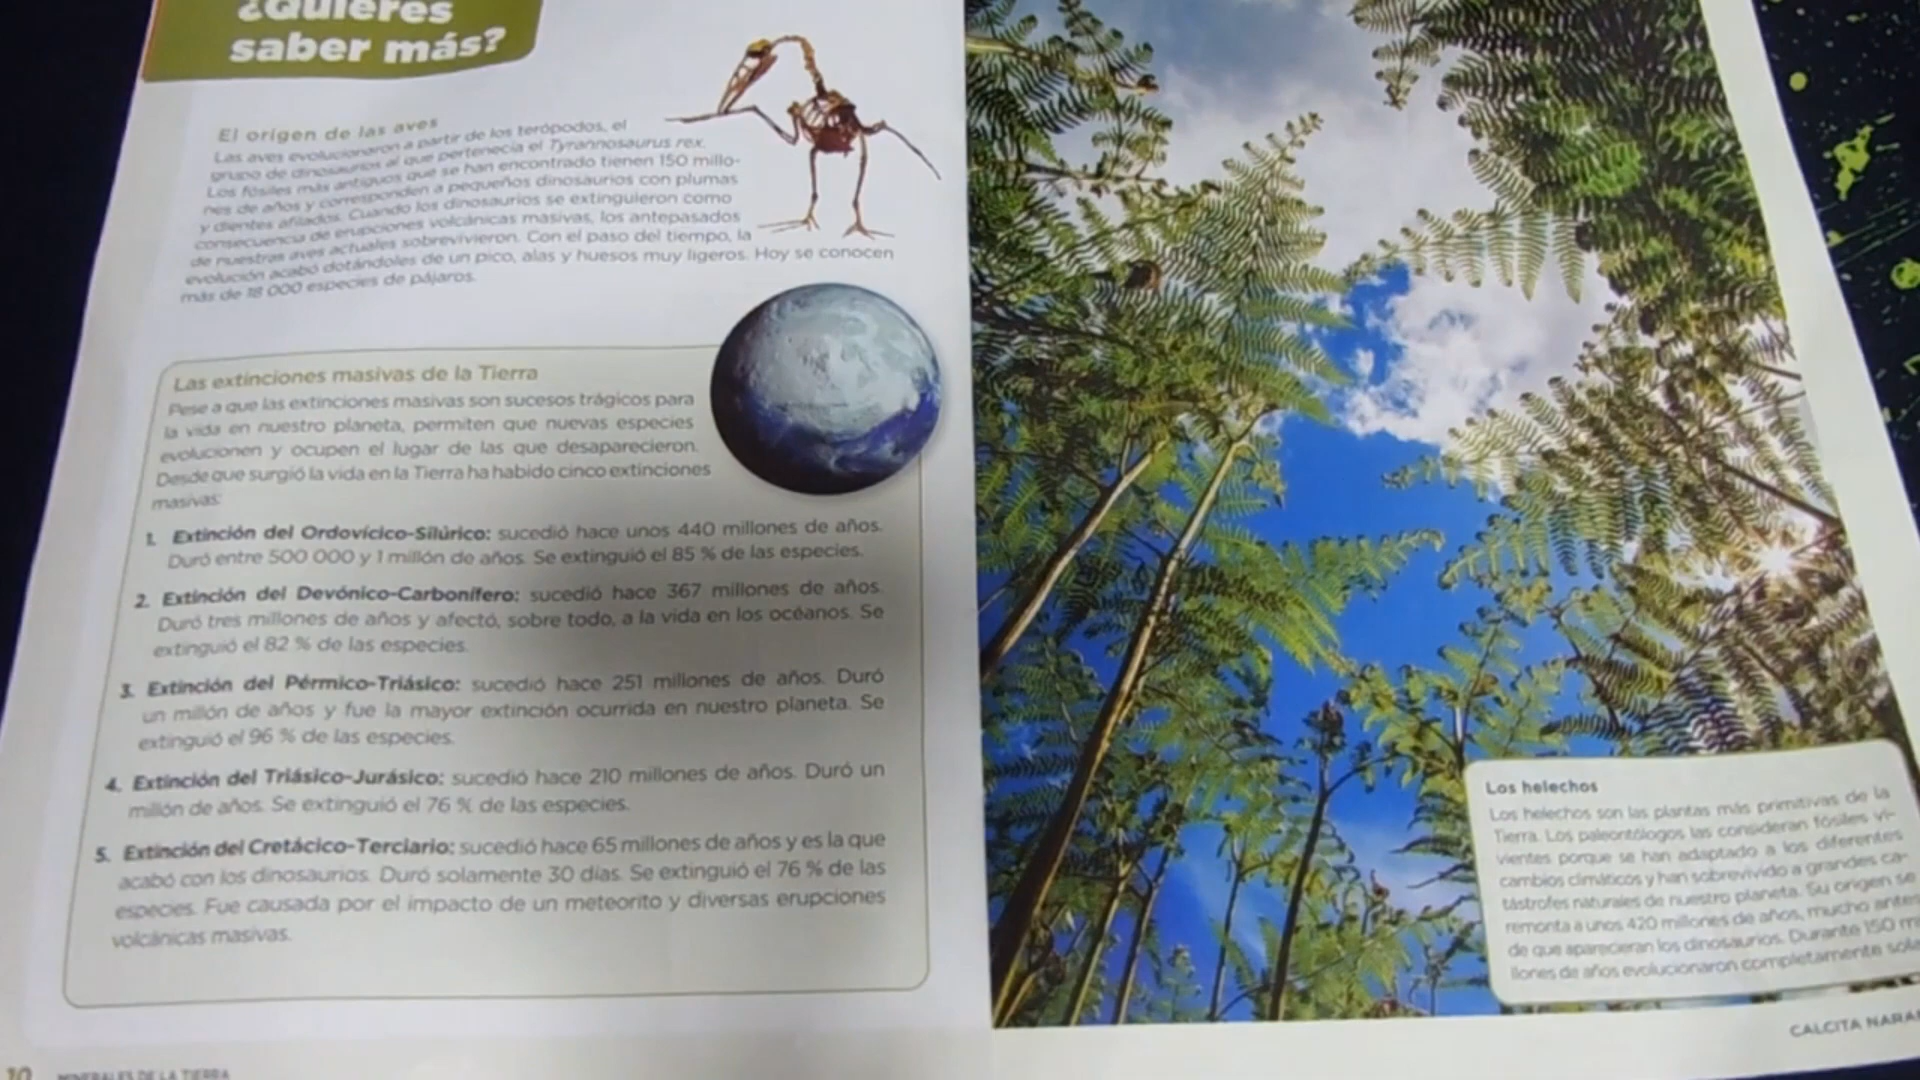 ¿Quieres
saber más?
El origen de las aves
Las aves evolucionaron a partir de los terópodos, el
grupo de dinosaurios al que pertenecía el Tyrannosaurus rex.
Los fósiles más antiguos que se han encontrado tienen 150 millo-
nes de años y corresponden a pequeños dinosaurios con plumas
y dientes afilados. Cuando los dinosaurios se extinguieron como
consecuencia de erupciones volcánicas masivas, los antepasados
de nuestras aves actuales sobrevivieron. Con el paso del tiempo, la
evolución acabó dotándoles de un pico, alas y huesos muy ligeros. Hoy se conocen
más de 18 000 especies de pájaros.
Las extinciones masivas de la Tierra
Pese a que las extinciones masivas son sucesos trágicos para
la vida en nuestro planeta, permiten que nuevas especies
evolucionen y ocupen el lugar de las que desaparecieron.
Desde que surgió la vida en la Tierra ha habido cinco extinciones
masivas:
1. Extinción del Ordovícico-Silúrico: sucedió hace unos 440 millones de años.
Duró entre 500 000 y 1 millón de años. Se extinguió el 85 % de las especies.
2. Extinción del Devónico-Carbonífero: sucedió hace 367 millones de años.
Duró tres millones de años y afectó, sobre todo, a la vida en los océanos. Se
extinguió el 82 % de las especies.
3. Extinción del Pérmico-Triásico: sucedió hace 251 millones de años. Duró
un millón de años y fue la mayor extinción ocurrida en nuestro planeta. Se
extinguió el 96 % de las especies.
4. Extinción del Triásico-Jurásico: sucedió hace 210 millones de años. Duró un
millón de años. Se extinguió el 76 % de las especies.
5. Extinción del Cretácico-Terciario: sucedió hace 65 millones de años y es la que
acabó con los dinosaurios. Duró solamente 30 días. Se extinguió el 76 % de las
especies. Fue causada por el impacto de un meteorito y diversas erupciones
volcánicas masivas.
10 MINERALES DE LA TIERRA
Los helechos
Los helechos son las plantas más primitivas de la
Tierra. Los paleontólogos las consideran fósiles vi-
vientes porque se han adaptado a los diferentes
cambios climáticos y han sobrevivido a grandes ca-
tástrofes naturales de nuestro planeta. Su origen se
remonta a unos 420 millones de años, mucho antes
de que aparecieran los dinosaurios. Durante 150 mi
llones de años evolucionaron completamente sola
CALCITA NARAN